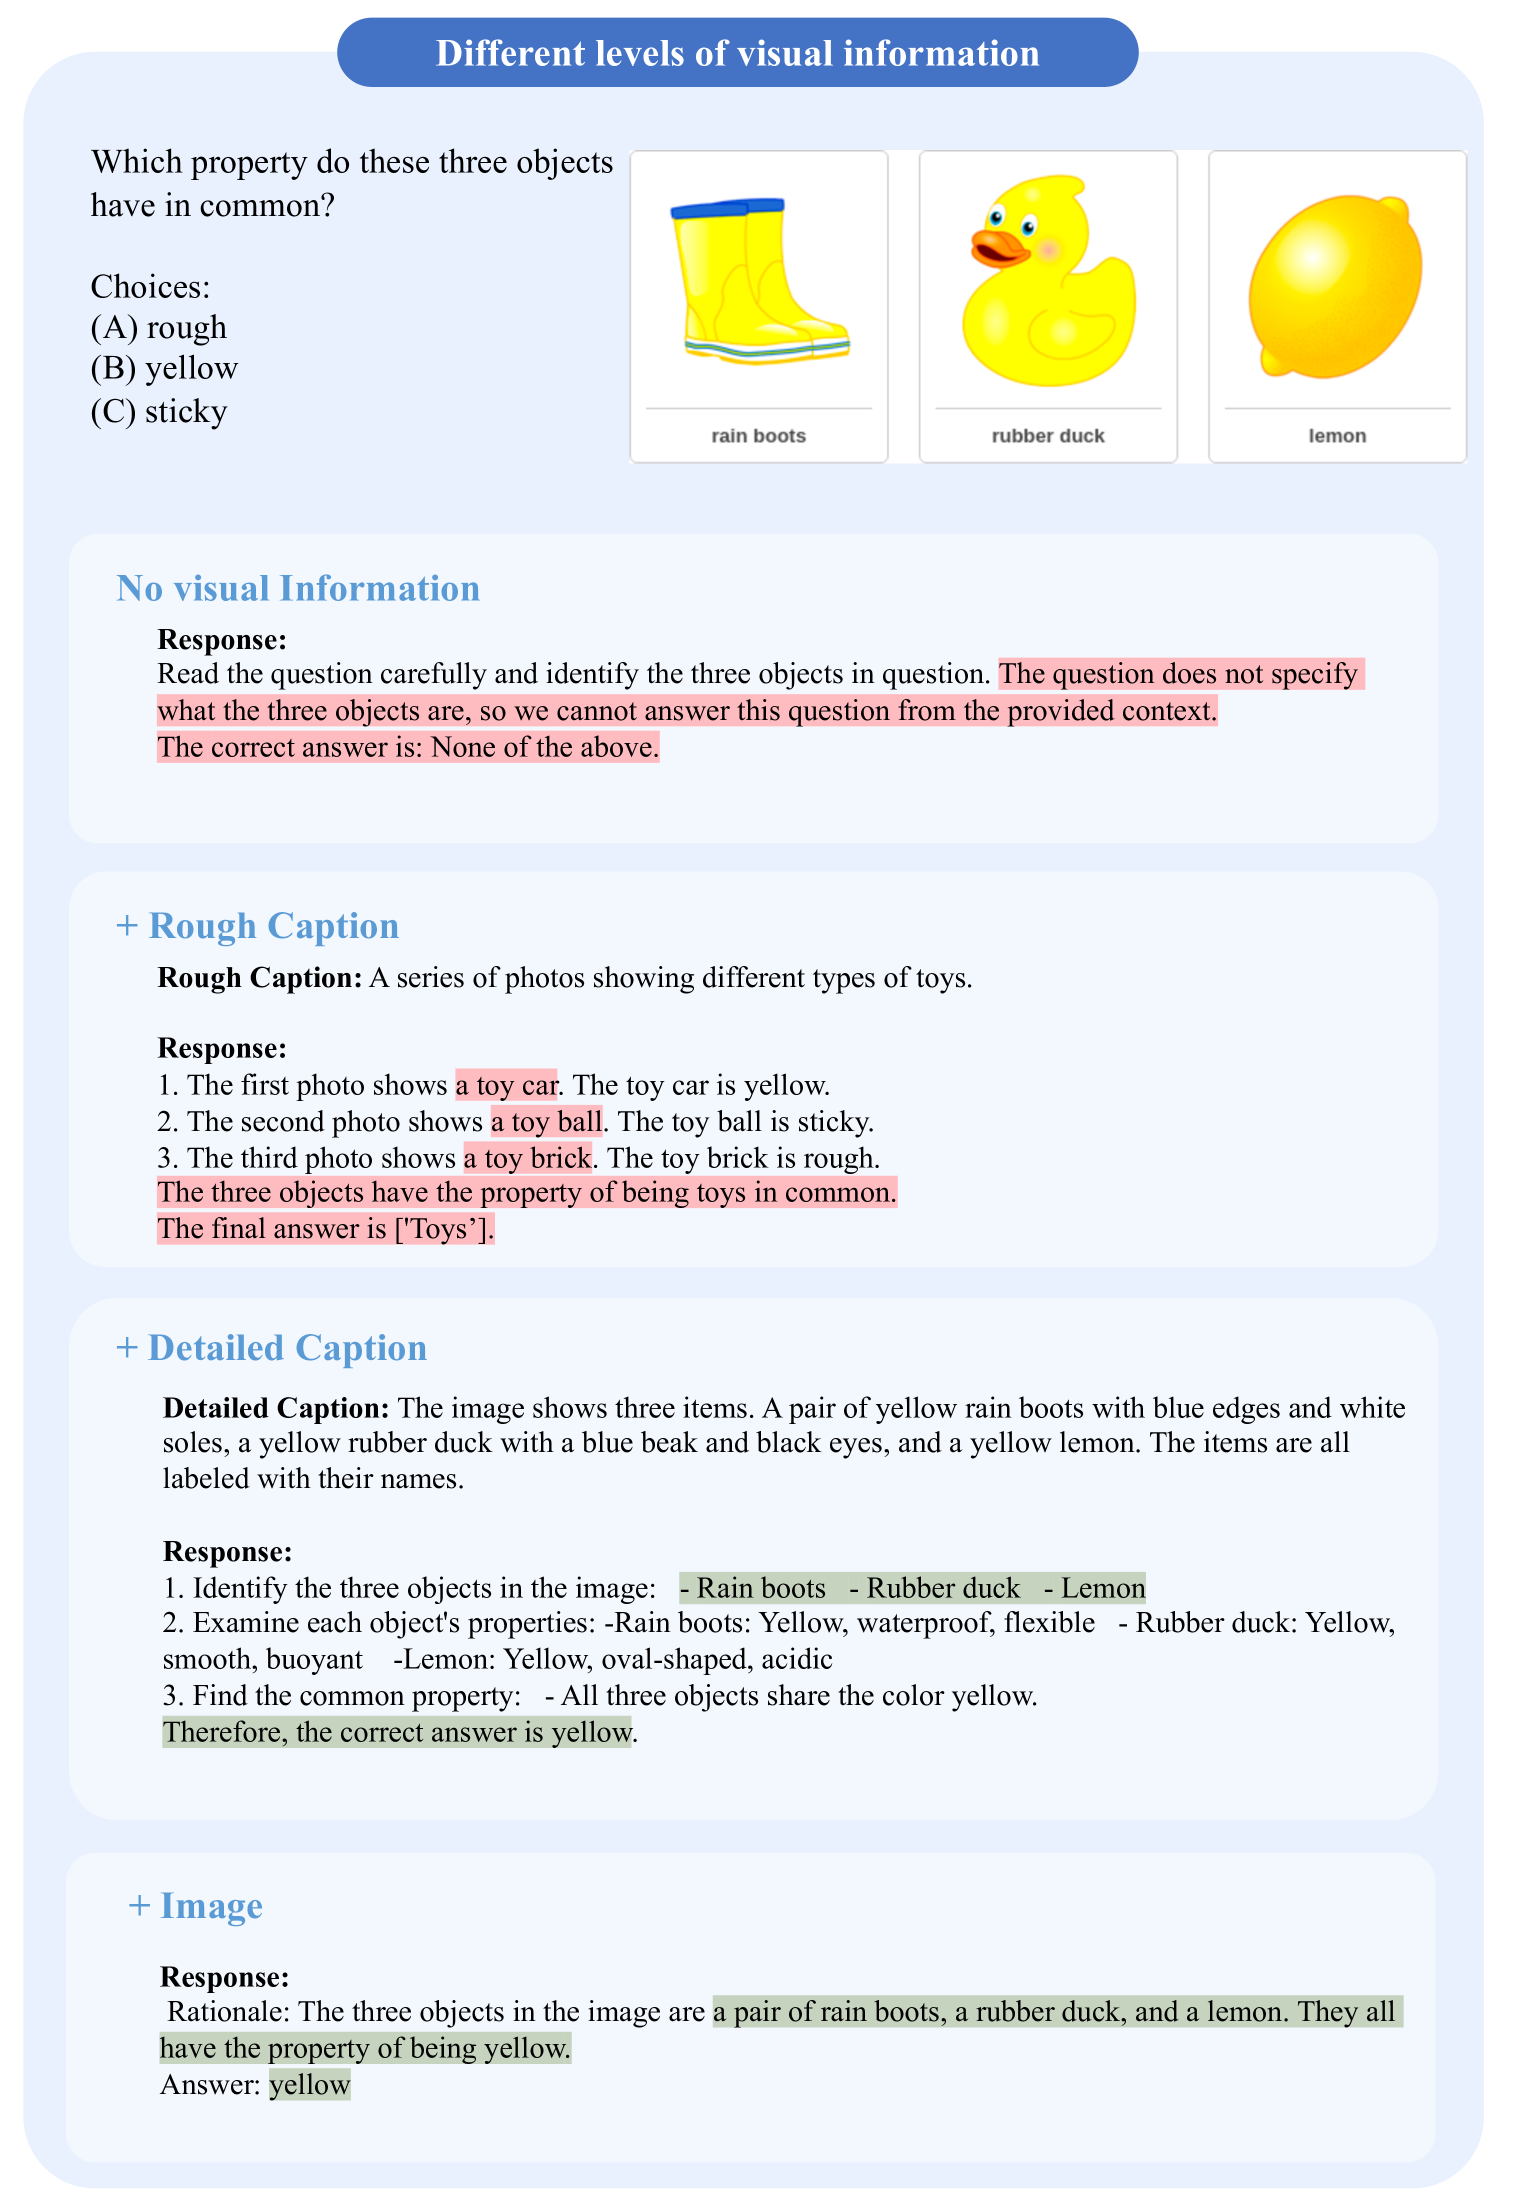 Different levels of visual information
Which property do these three objects
have in common?
Choices:
(A) rough
(B) yellow
(C) sticky
rain boots
rubber duck
lemon
No visual Information
Response:
Read the question carefully and identify the three objects in question. The question does not specify
what the three objects are, so we cannot answer this question from the provided context.
The correct answer is: None of the above.
+ Rough Caption
Rough Caption: A series of photos showing different types of toys.
Response:
1. The first photo shows a toy car. The toy car is yellow.
2. The second photo shows a toy ball. The toy ball is sticky.
3. The third photo shows a toy brick. The toy brick is rough.
The three objects have the property of being toys in common.
The final answer is ['Toys’].
+ Detailed Caption
Detailed Caption: The image shows three items. A pair of yellow rain boots with blue edges and white
soles, a yellow rubber duck with a blue beak and black eyes, and a yellow lemon. The items are all
labeled with their names.
Response:
1. Identify the three objects in the image: - Rain boots - Rubber duck - Lemon
2. Examine each object's properties: -Rain boots: Yellow, waterproof, flexible - Rubber duck: Yellow,
smooth, buoyant -Lemon: Yellow, oval-shaped, acidic
3. Find the common property: - All three objects share the color yellow.
Therefore, the correct answer is yellow.
+ Image
Response:
Rationale: The three objects in the image are a pair of rain boots, a rubber duck, and a lemon. They all
have the property of being yellow.
Answer: yellow